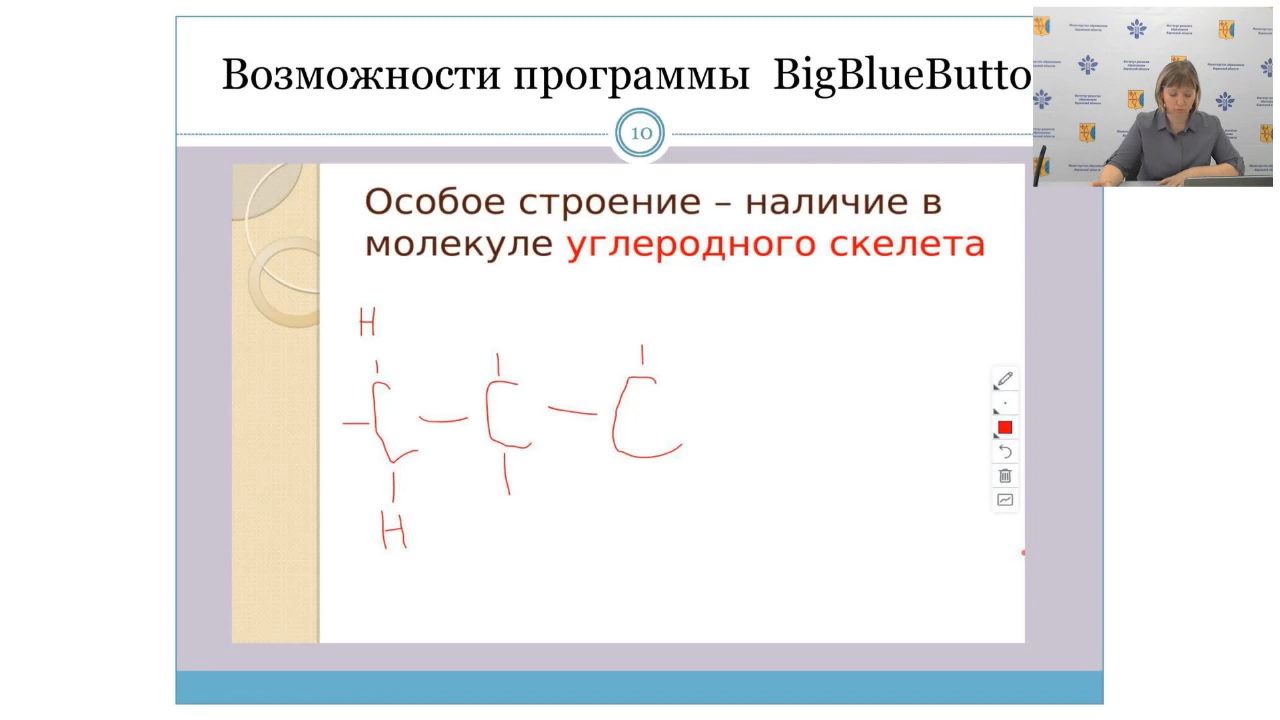 Возможности программы BigBlueButto
10
Особое строение – наличие в
молекуле углеродного скелета
H
C — C — C
H